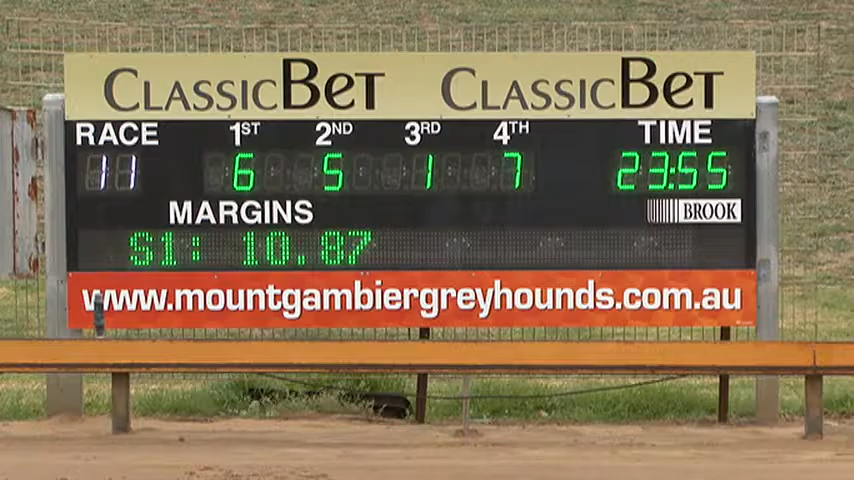 CLASSICBET CLASSICBET
RACE 1ST 2ND 3RD 4TH TIME
11 6 5 1 7 23:55
MARGINS BROOK
S1: 10.87
www.mountgambiergreyhounds.com.au